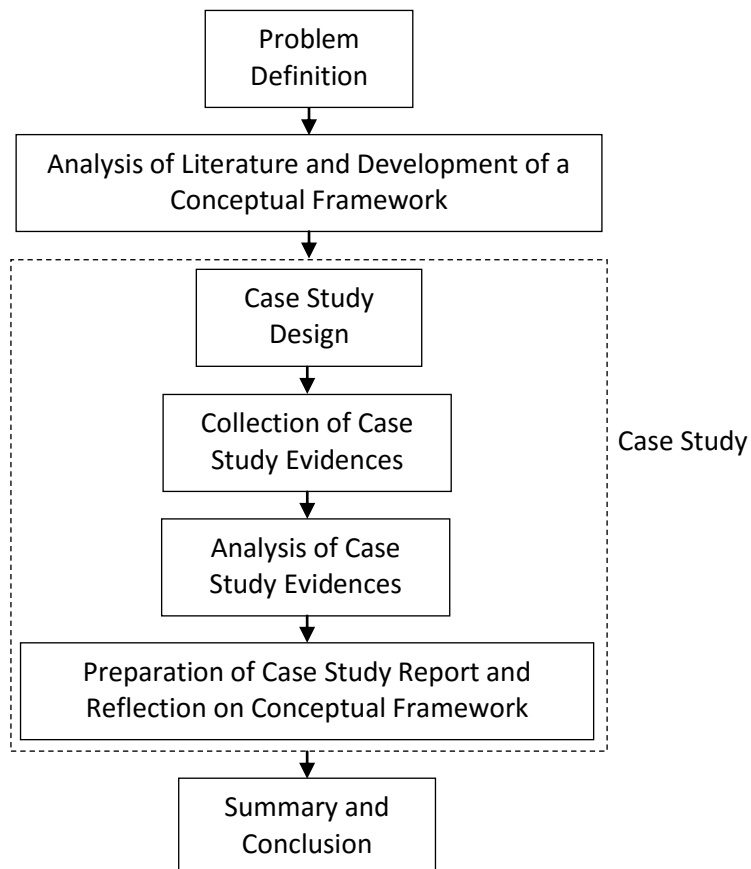 Problem
Definition
Analysis of Literature and Development of a
Conceptual Framework
Case Study
Design
Collection of Case
Study Evidences
Case Study
Analysis of Case
Study Evidences
Preparation of Case Study Report and
Reflection on Conceptual Framework
Summary and
Conclusion